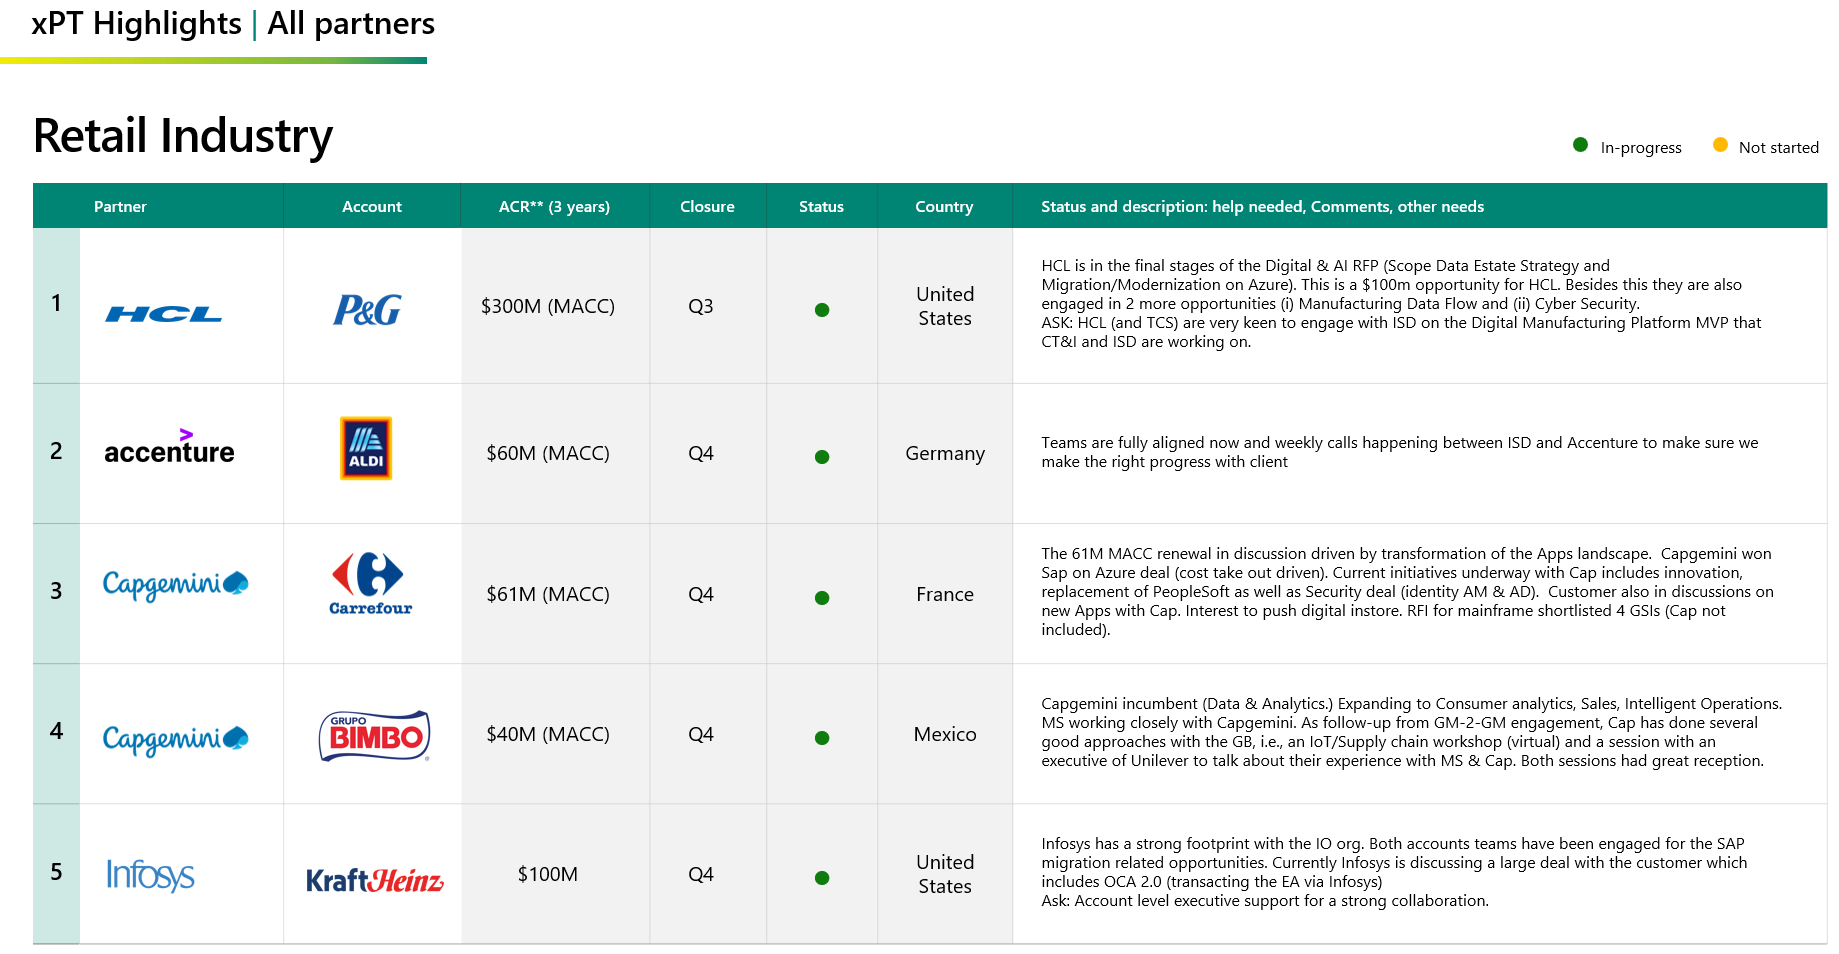 xPT Highlights | All partners
Retail Industry
In-progress
Not started
Partner
Account
ACR** (3 years)
Closure
Status
Country
Status and description: help needed, Comments, other needs
1
HCL
P&G
$300M (MACC)
Q3
United
States
HCL is in the final stages of the Digital & AI RFP (Scope Data Estate Strategy and
Migration/Modernization on Azure). This is a $100m opportunity for HCL. Besides this they are also
engaged in 2 more opportunities (i) Manufacturing Data Flow and (ii) Cyber Security.
ASK: HCL (and TCS) are very keen to engage with ISD on the Digital Manufacturing Platform MVP that
CT&I and ISD are working on.
2
accenture
ALDI
$60M (MACC)
Q4
Germany
Teams are fully aligned now and weekly calls happening between ISD and Accenture to make sure we
make the right progress with client
3
Capgemini
Carrefour
$61M (MACC)
Q4
France
The 61M MACC renewal in discussion driven by transformation of the Apps landscape.  Capgemini won
Sap on Azure deal (cost take out driven). Current initiatives underway with Cap includes innovation,
replacement of PeopleSoft as well as Security deal (identity AM & AD).  Customer also in discussions on
new Apps with Cap. Interest to push digital instore. RFI for mainframe shortlisted 4 GSIs (Cap not
included).
4
Capgemini
GRUPO
BIMBO
$40M (MACC)
Q4
Mexico
Capgemini incumbent (Data & Analytics.) Expanding to Consumer analytics, Sales, Intelligent Operations.
MS working closely with Capgemini. As follow-up from GM-2-GM engagement, Cap has done several
good approaches with the GB, i.e., an IoT/Supply chain workshop (virtual) and a session with an
executive of Unilever to talk about their experience with MS & Cap. Both sessions had great reception.
5
Infosys
KraftHeinz
$100M
Q4
United
States
Infosys has a strong footprint with the IO org. Both accounts teams have been engaged for the SAP
migration related opportunities. Currently Infosys is discussing a large deal with the customer which
includes OCA 2.0 (transacting the EA via Infosys)
Ask: Account level executive support for a strong collaboration.